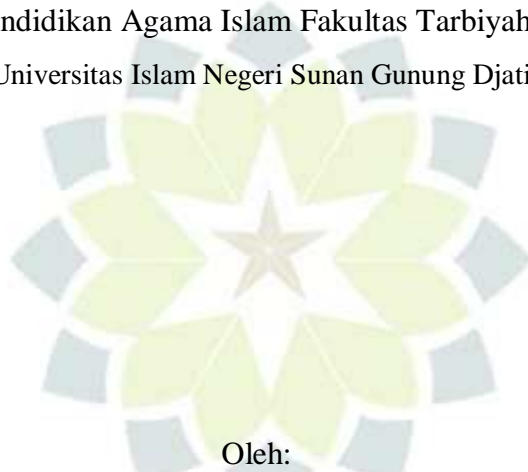 ndidikan Agama Islam Fakultas Tarbiyah
Universitas Islam Negeri Sunan Gunung Djati
Oleh: